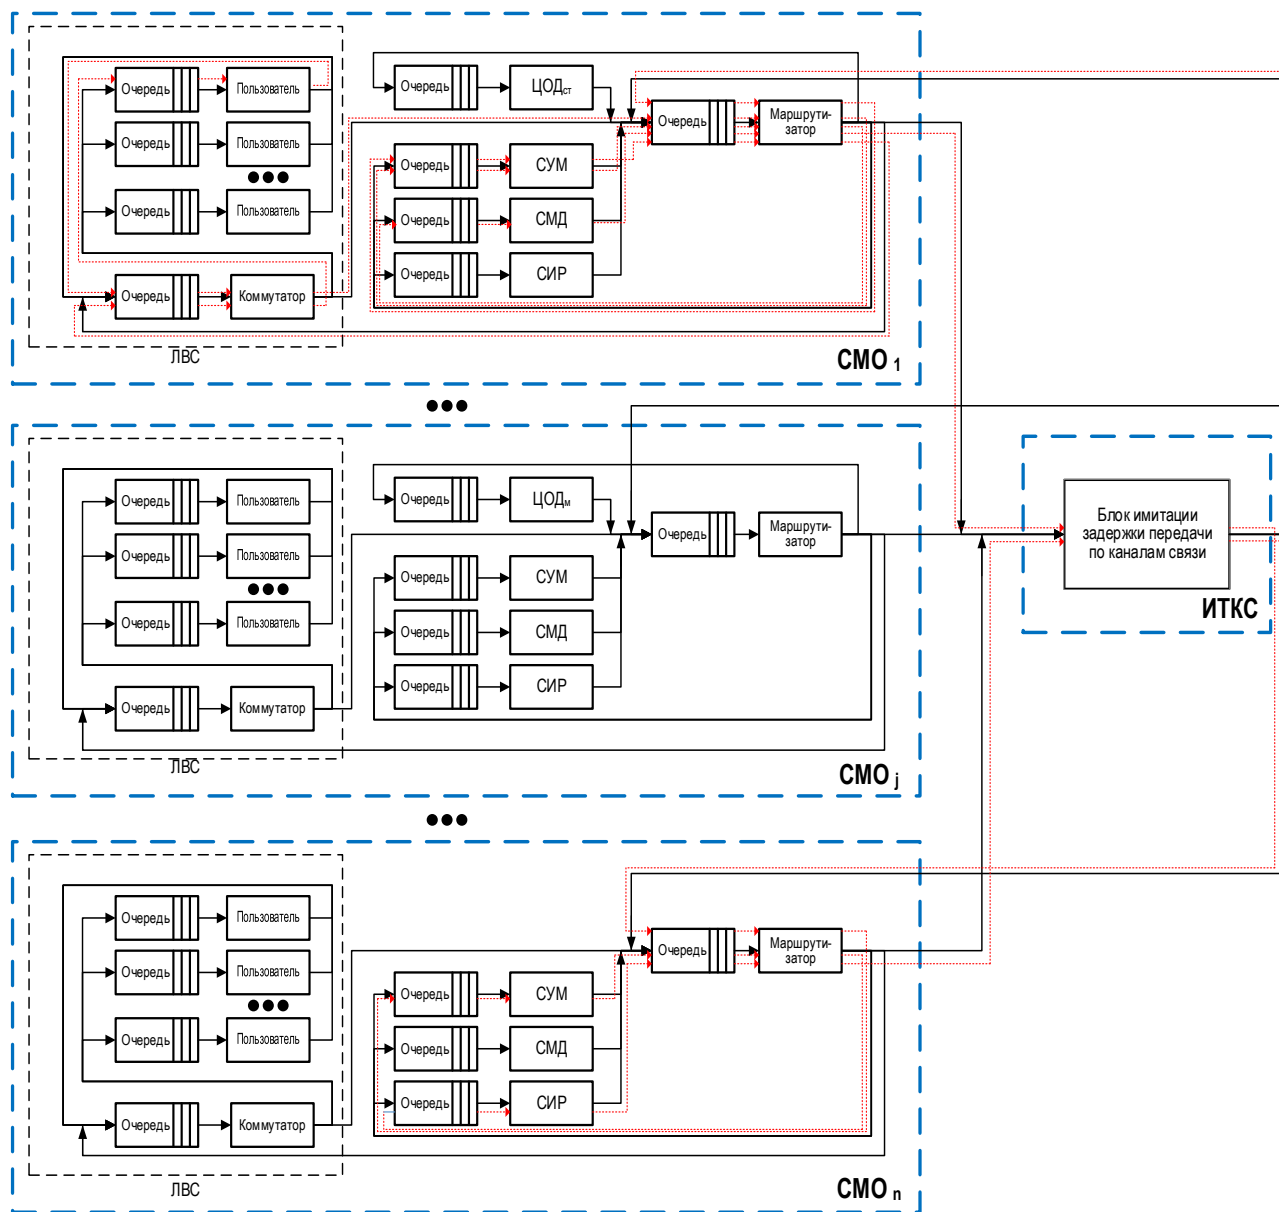 Очередь
Пользователь
Очередь
ЦОДст
Очередь
Маршрути-
затор
Очередь
Пользователь
Очередь
СУМ
Очередь
Пользователь
Очередь
СМД
Очередь
СИР
Очередь
Коммутатор
ЛВС
СМО 1
Очередь
Пользователь
Очередь
ЦОДм
Очередь
Маршрути-
затор
Очередь
Пользователь
Очередь
СУМ
Очередь
Пользователь
Очередь
СМД
Очередь
СИР
Очередь
Коммутатор
ЛВС
СМО j
Блок имитации
задержки передачи
по каналам связи
ИТКС
Очередь
Пользователь
Очередь
Маршрути-
затор
Очередь
Пользователь
Очередь
СУМ
Очередь
Пользователь
Очередь
СМД
Очередь
СИР
Очередь
Коммутатор
ЛВС
СМО n